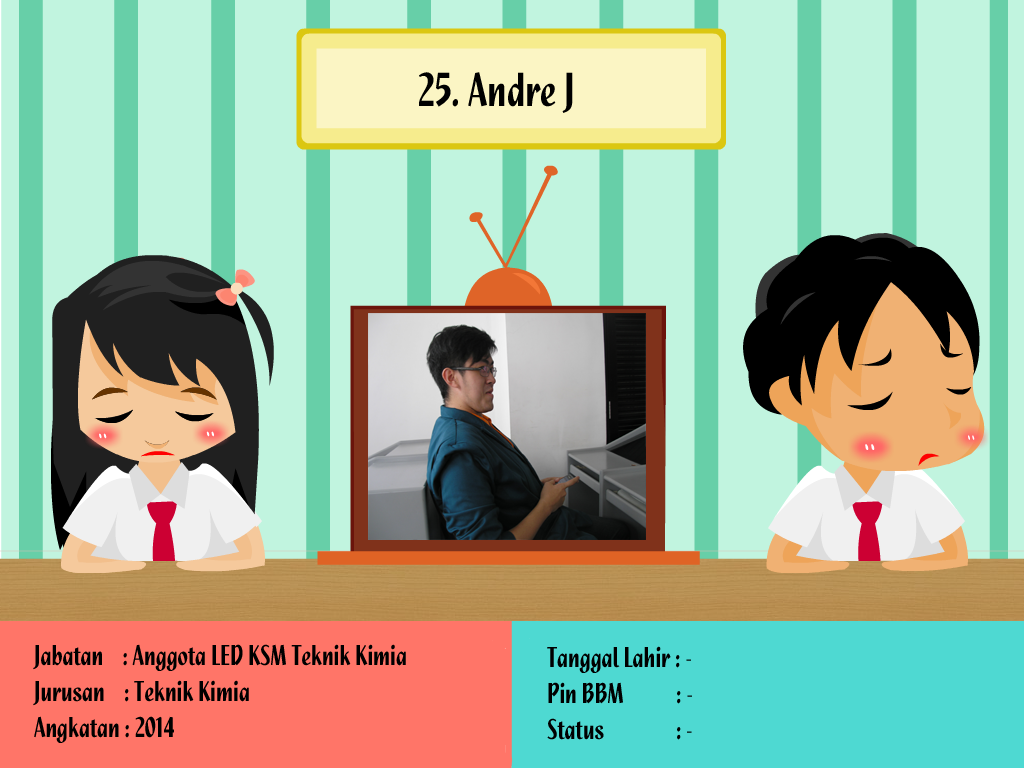 25. Andre J
Jabatan : Anggota LED KSM Teknik Kimia
Jurusan : Teknik Kimia
Angkatan : 2014
Tanggal Lahir : -
Pin BBM : -
Status : -